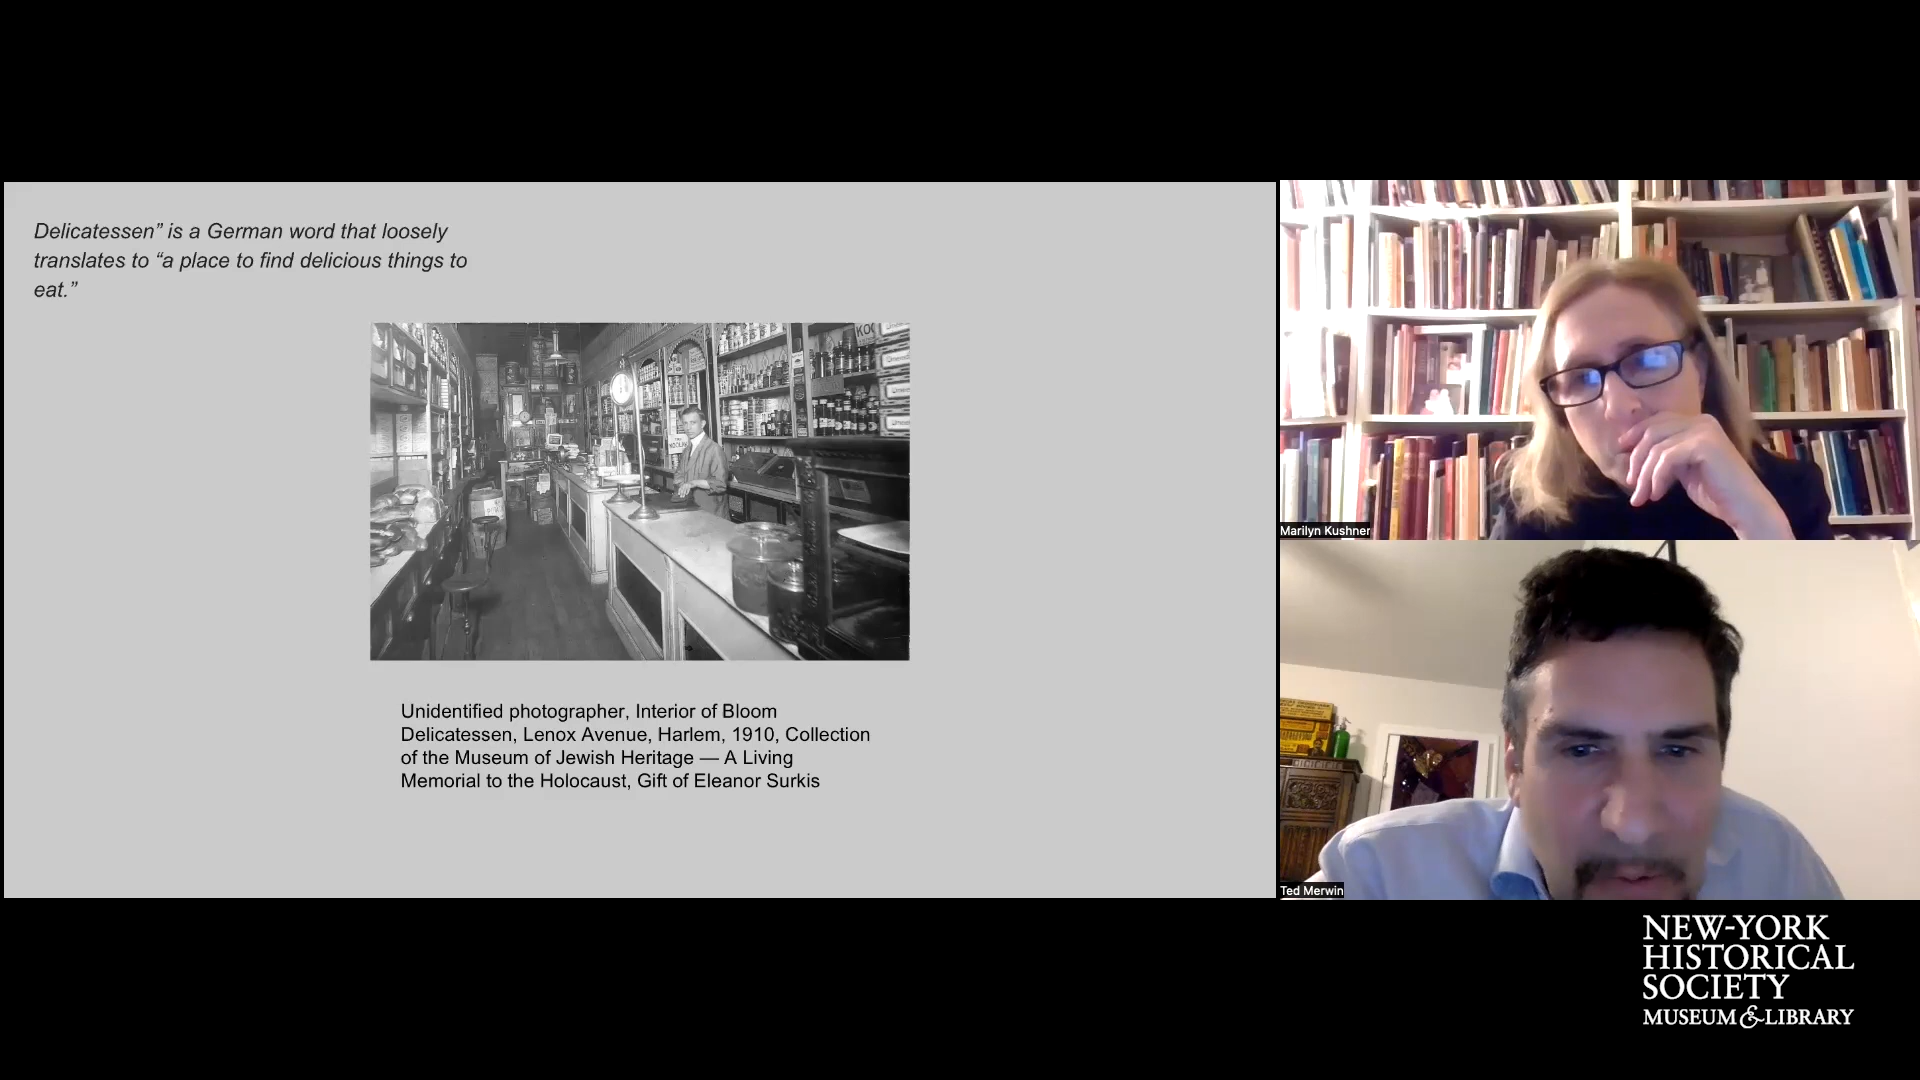 Delicatessen” is a German word that loosely
translates to “a place to find delicious things to
eat.”
Unidentified photographer, Interior of Bloom
Delicatessen, Lenox Avenue, Harlem, 1910, Collection
of the Museum of Jewish Heritage — A Living
Memorial to the Holocaust, Gift of Eleanor Surkis
Marilyn Kushner
Ted Merwin
NEW-YORK
HISTORICAL
SOCIETY
MUSEUM & LIBRARY